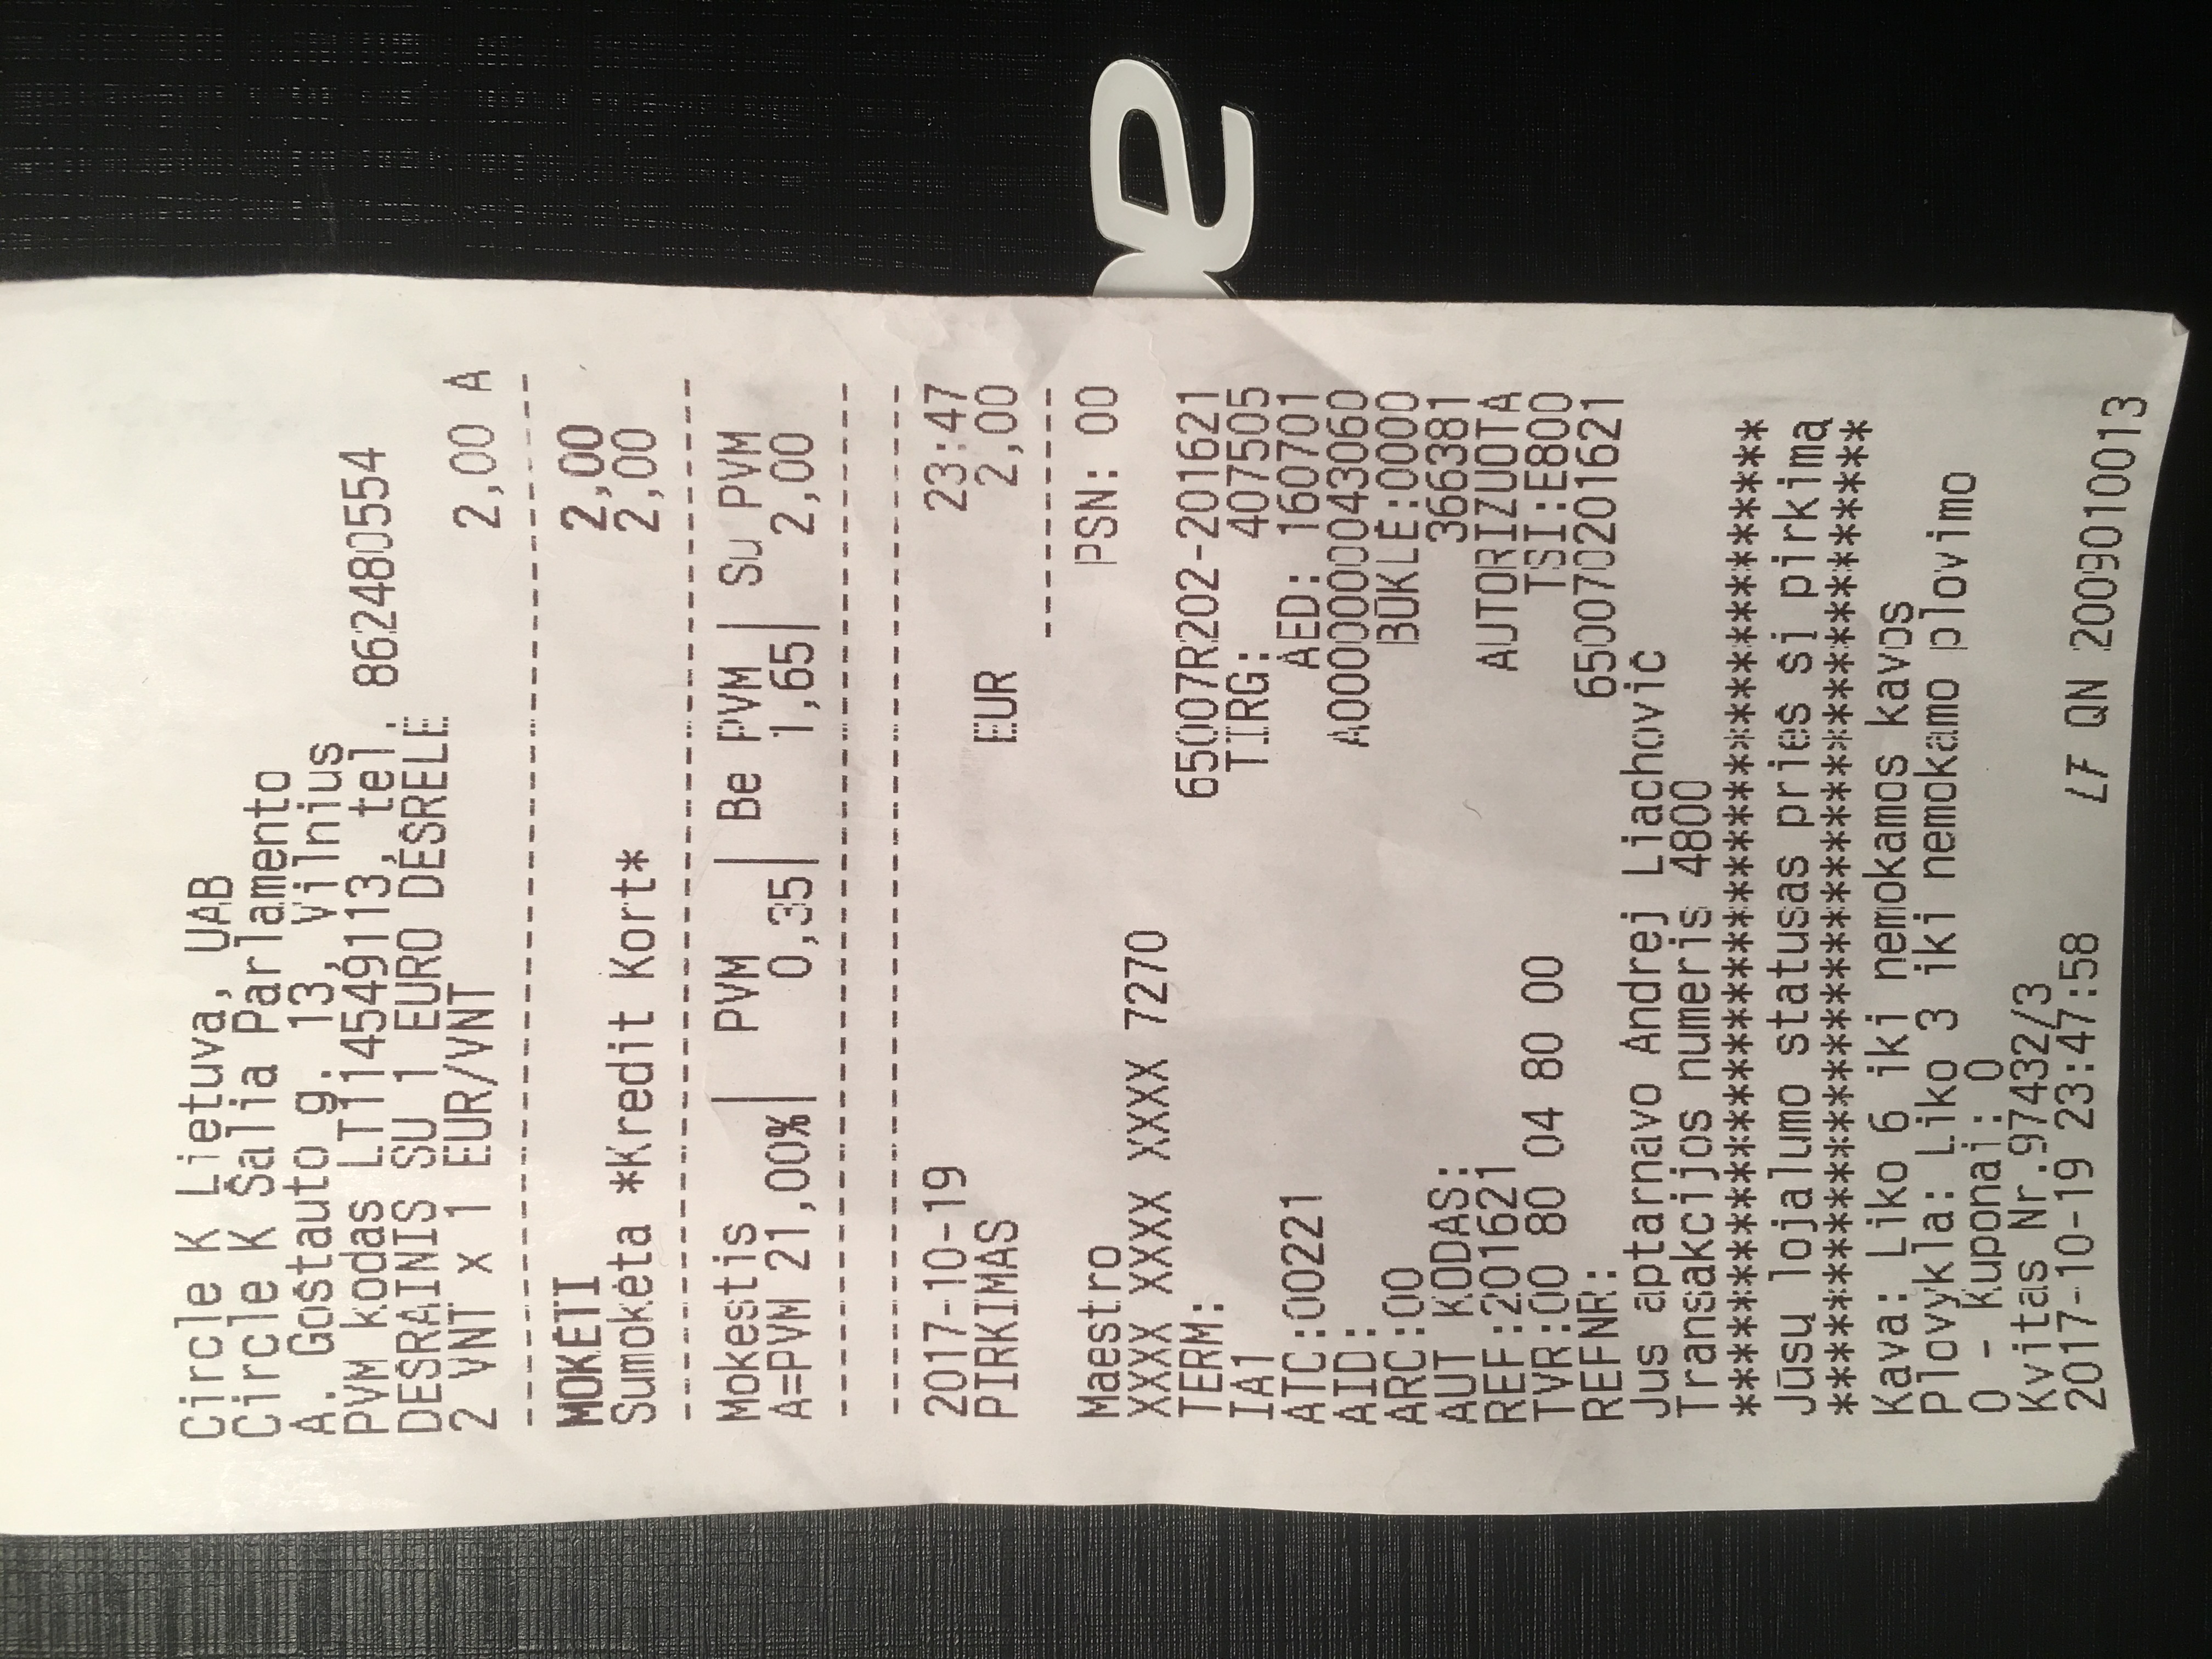 Circle K Lietuva, UAB
Circle K Šalia Parlamento
A. Goštauto g. 13, Vilnius
PVM kodas LT114549113, tel. 862480554
DEŠRAINIS SU 1 EURO DEŠRELE
2 VNT x 1 EUR/VNT 2,00 A
MOKĖTI 2,00
Sumokėta *Kredit Kort* 2,00
Mokestis | PVM | Be PVM | Su PVM
A=PVM 21,00% | 0,35 | 1,65 | 2,00
2017-10-19 23:47
PIRKIMAS EUR 2,00
Maestro PSN: 00
XXXX XXXX XXXX 7270
TERM: 65007R202-201621
IA1 TIRG: 407505
ATC:00221 AED: 160701
AID: A0000000043060
ARC:00 BŪKLĖ:0000
AUT KODAS: 366381
REF:201621 AUTORIZUOTA
TVR:00 80 04 80 00 TSI:E800
REFNR: 650070201621
Jus aptarnavo Andrej Liachovič
Transakcijos numeris 4800
**************************************
Jūsų lojalumo statusas prieš šį pirkimą
**************************************
Kava: Liko 6 iki nemokamos kavos
Plovykla: Liko 3 iki nemokamo plovimo
0 - Kuponai: 0
Kvitas Nr.97432/3
2017-10-19 23:47:58 LF QN 2009010013